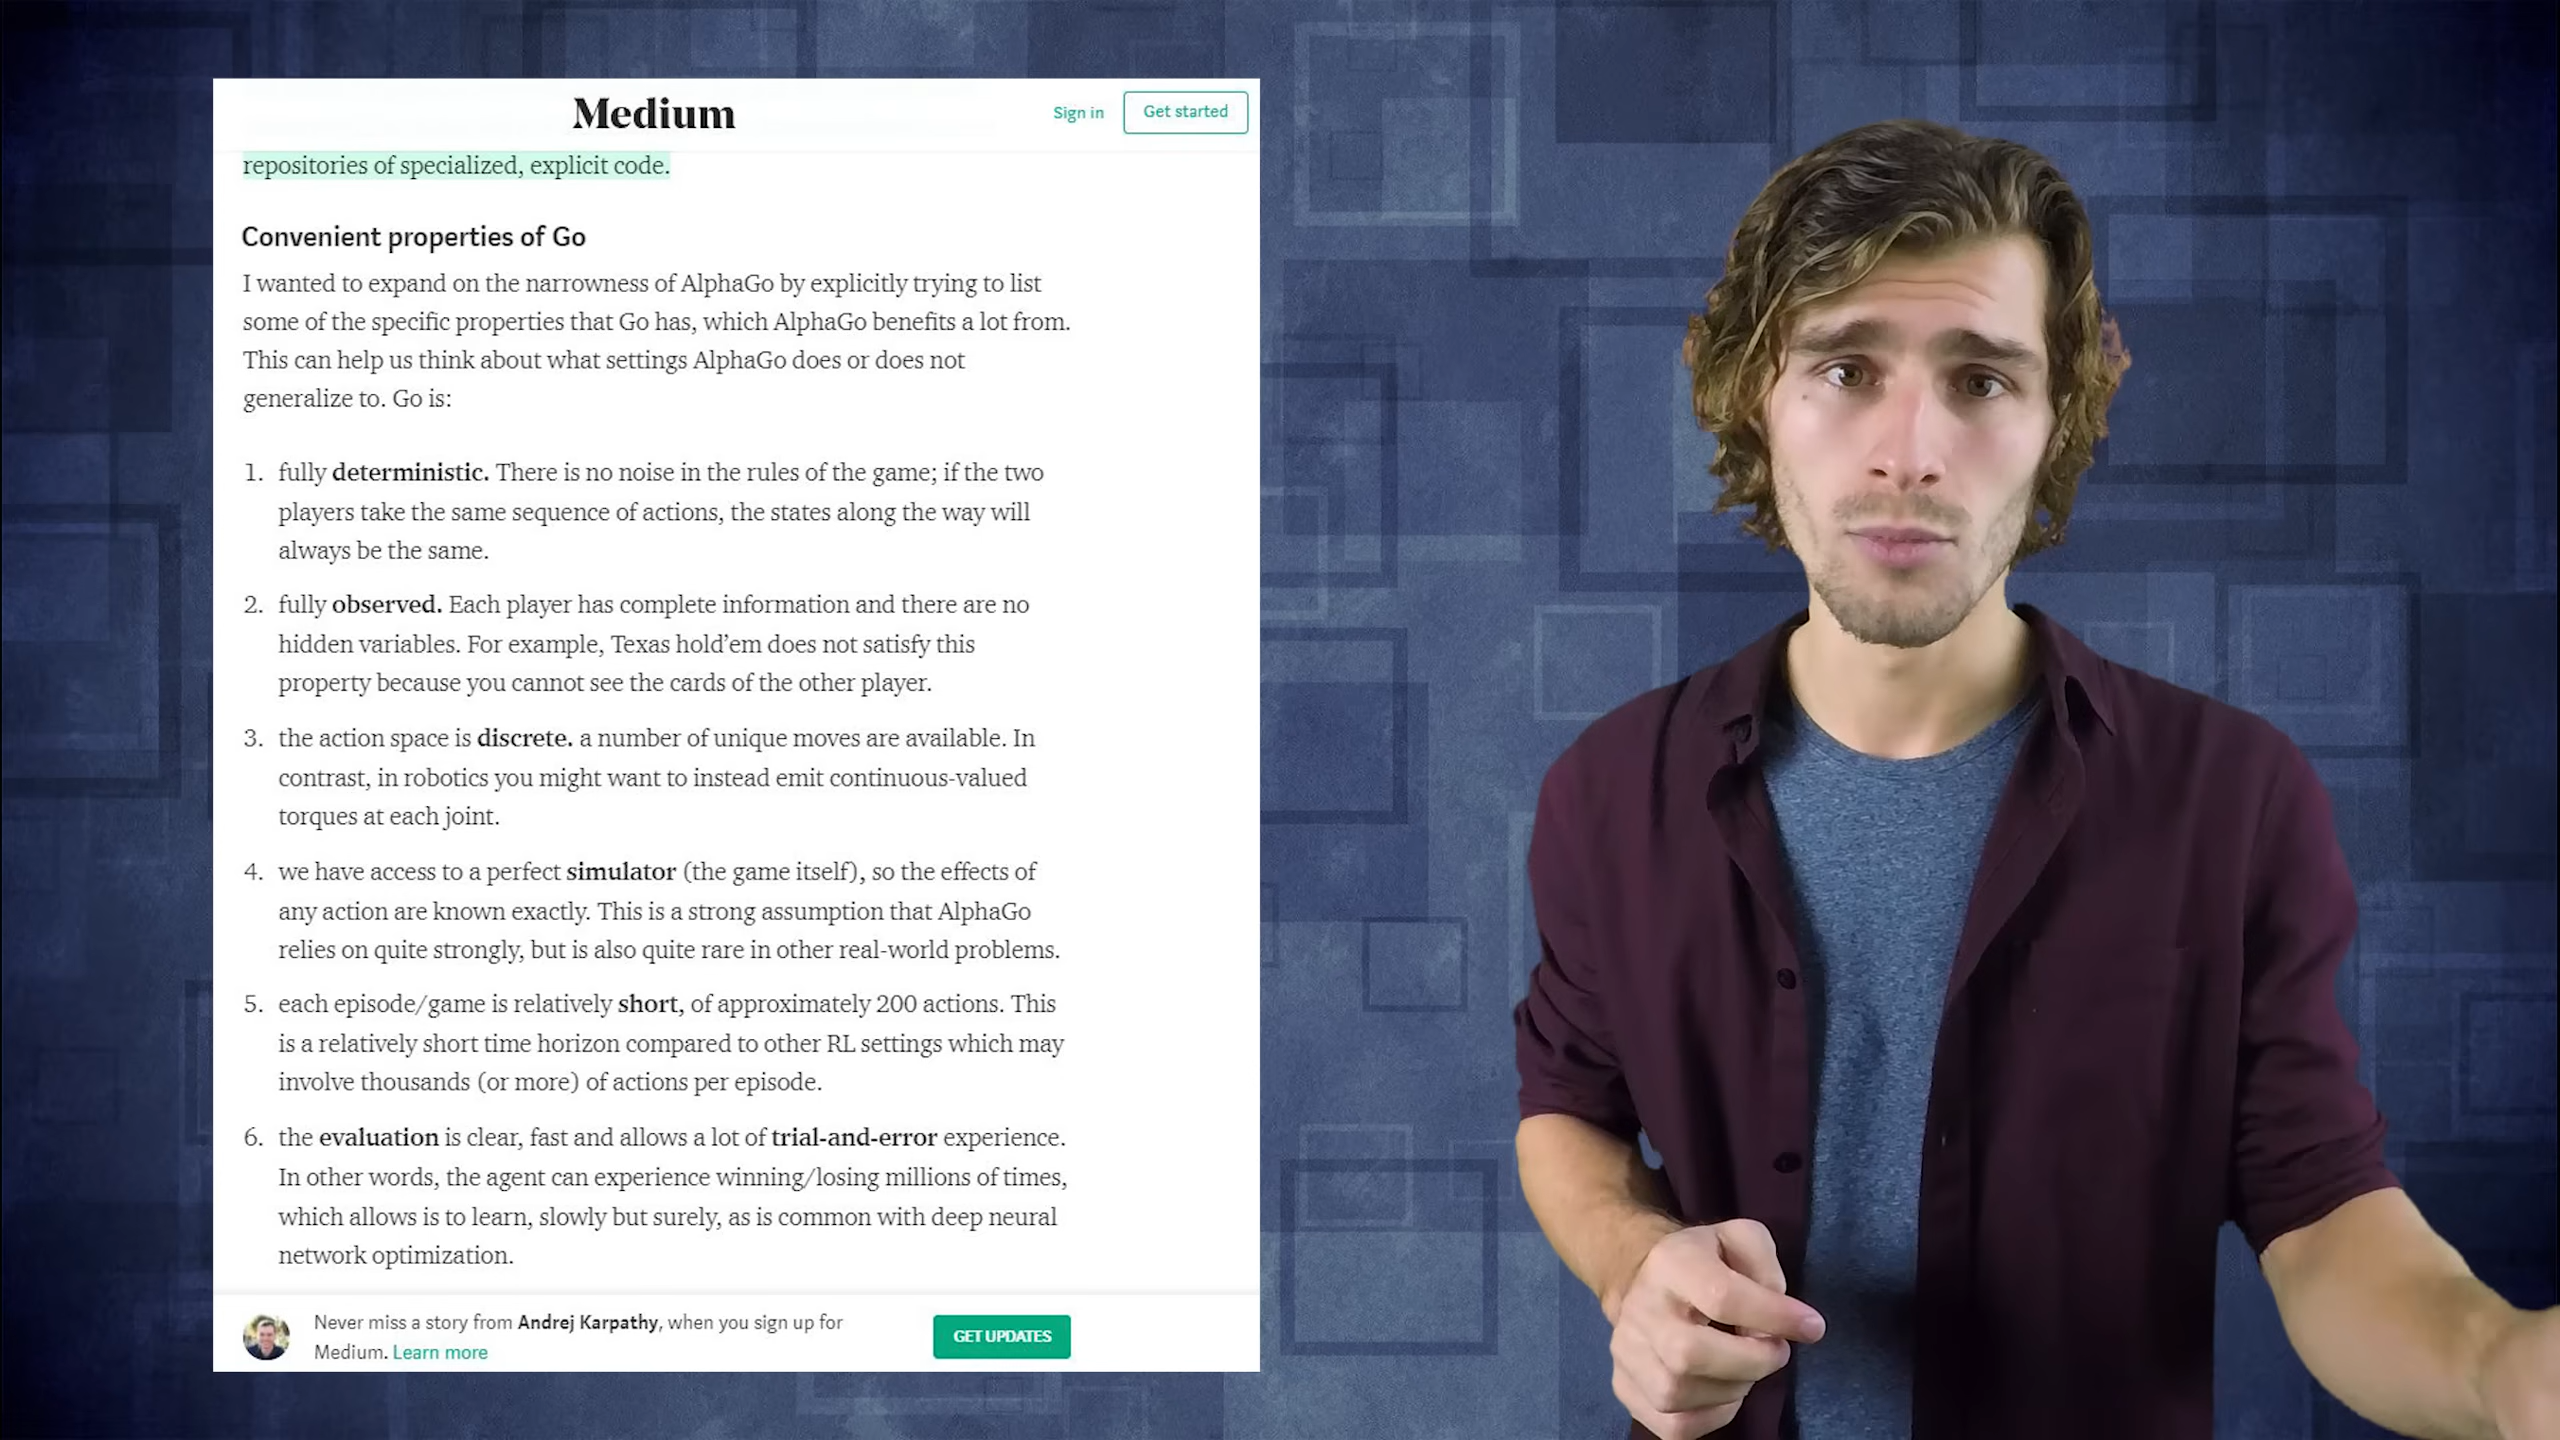 Medium
Sign in
Get started
repositories of specialized, explicit code.
Convenient properties of Go
I wanted to expand on the narrowness of AlphaGo by explicitly trying to list
some of the specific properties that Go has, which AlphaGo benefits a lot from.
This can help us think about what settings AlphaGo does or does not
generalize to. Go is:
1. fully deterministic. There is no noise in the rules of the game; if the two
players take the same sequence of actions, the states along the way will
always be the same.
2. fully observed. Each player has complete information and there are no
hidden variables. For example, Texas hold'em does not satisfy this
property because you cannot see the cards of the other player.
3. the action space is discrete. a number of unique moves are available. In
contrast, in robotics you might want to instead emit continuous-valued
torques at each joint.
4. we have access to a perfect simulator (the game itself), so the effects of
any action are known exactly. This is a strong assumption that AlphaGo
relies on quite strongly, but is also quite rare in other real-world problems.
5. each episode/game is relatively short, of approximately 200 actions. This
is a relatively short time horizon compared to other RL settings which may
involve thousands (or more) of actions per episode.
6. the evaluation is clear, fast and allows a lot of trial-and-error experience.
In other words, the agent can experience winning/losing millions of times,
which allows is to learn, slowly but surely, as is common with deep neural
network optimization.
Never miss a story from Andrej Karpathy, when you sign up for
Medium. Learn more
GET UPDATES